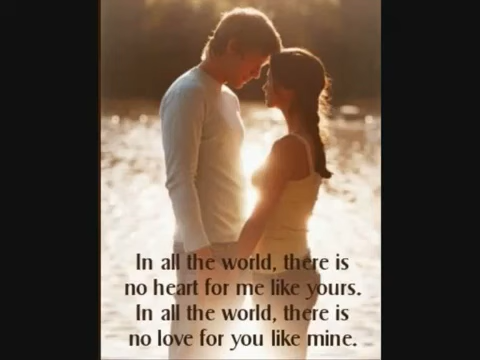 In all the world, there is
no heart for me like yours.
In all the world, there is
no love for you like mine.